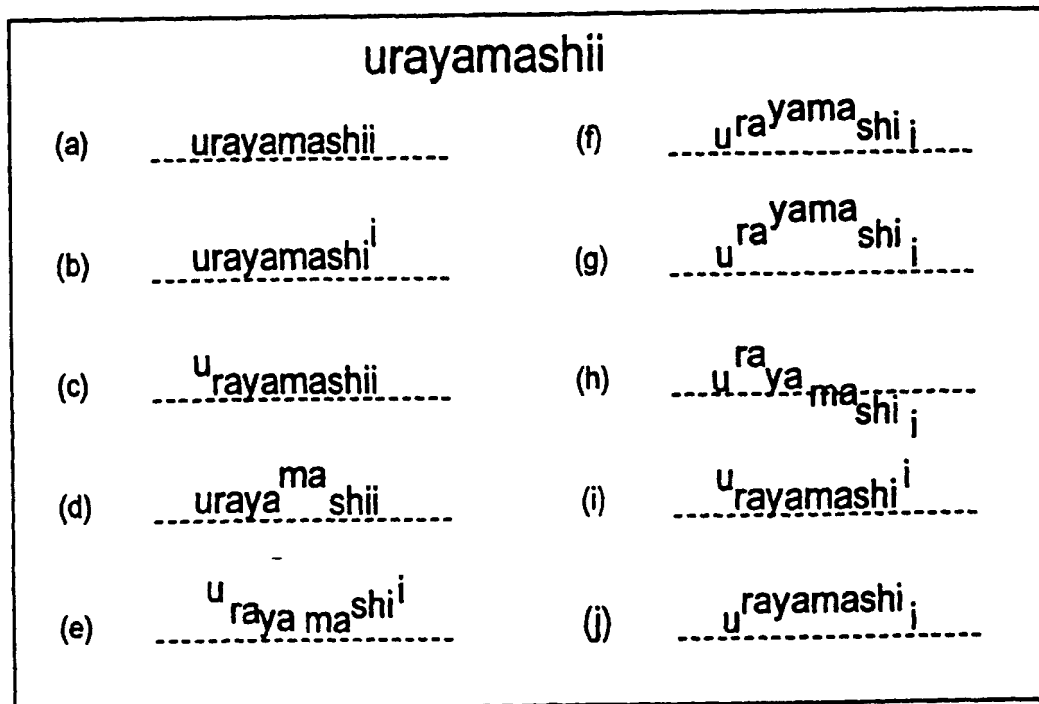 urayamashii
(a) urayamashii
(b) urayamashii
(c) urayamashii
(d) urayamashii
(e) urayamashii
(f) urayamashii
(g) urayamashii
(h) urayamashii
(i) urayamashii
(j) urayamashii